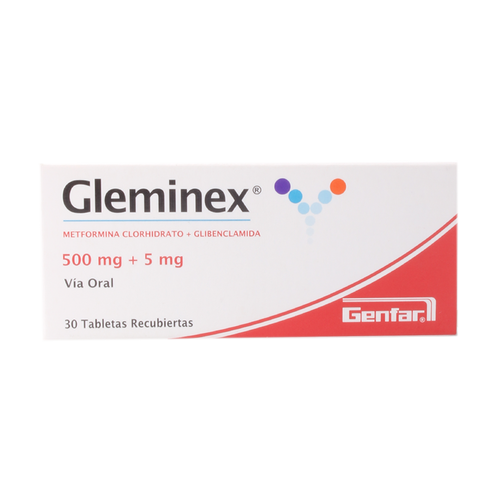 Gleminex®
METFORMINA CLORHIDRATO + GLIBENCLAMIDA
500 mg + 5 mg
Vía Oral
30 Tabletas Recubiertas
Genfar®